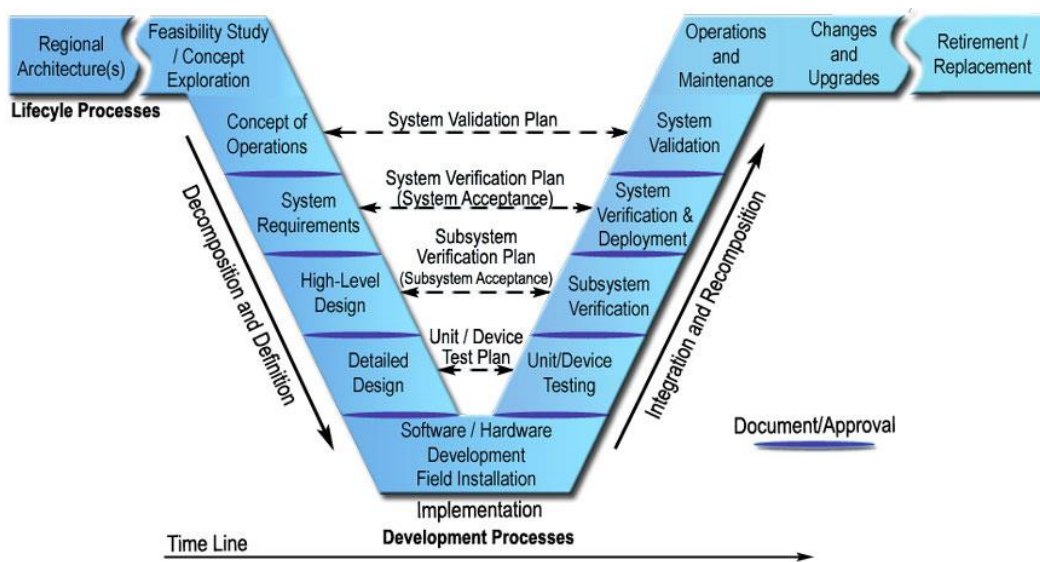 Regional
Architecture(s)
Feasibility Study
/ Concept
Exploration
Operations
and
Maintenance
Changes
and
Upgrades
Retirement /
Replacement
Lifecyle Processes
Concept of
Operations
System Validation Plan
System
Validation
System
Requirements
System Verification Plan
(System Acceptance)
System
Verification &
Deployment
High-Level
Design
Subsystem
Verification Plan
(Subsystem Acceptance)
Subsystem
Verification
Detailed
Design
Unit / Device
Test Plan
Unit/Device
Testing
Decomposition and Definition
Integration and Recomposition
Software / Hardware
Development
Field Installation
Document/Approval
Implementation
Development Processes
Time Line